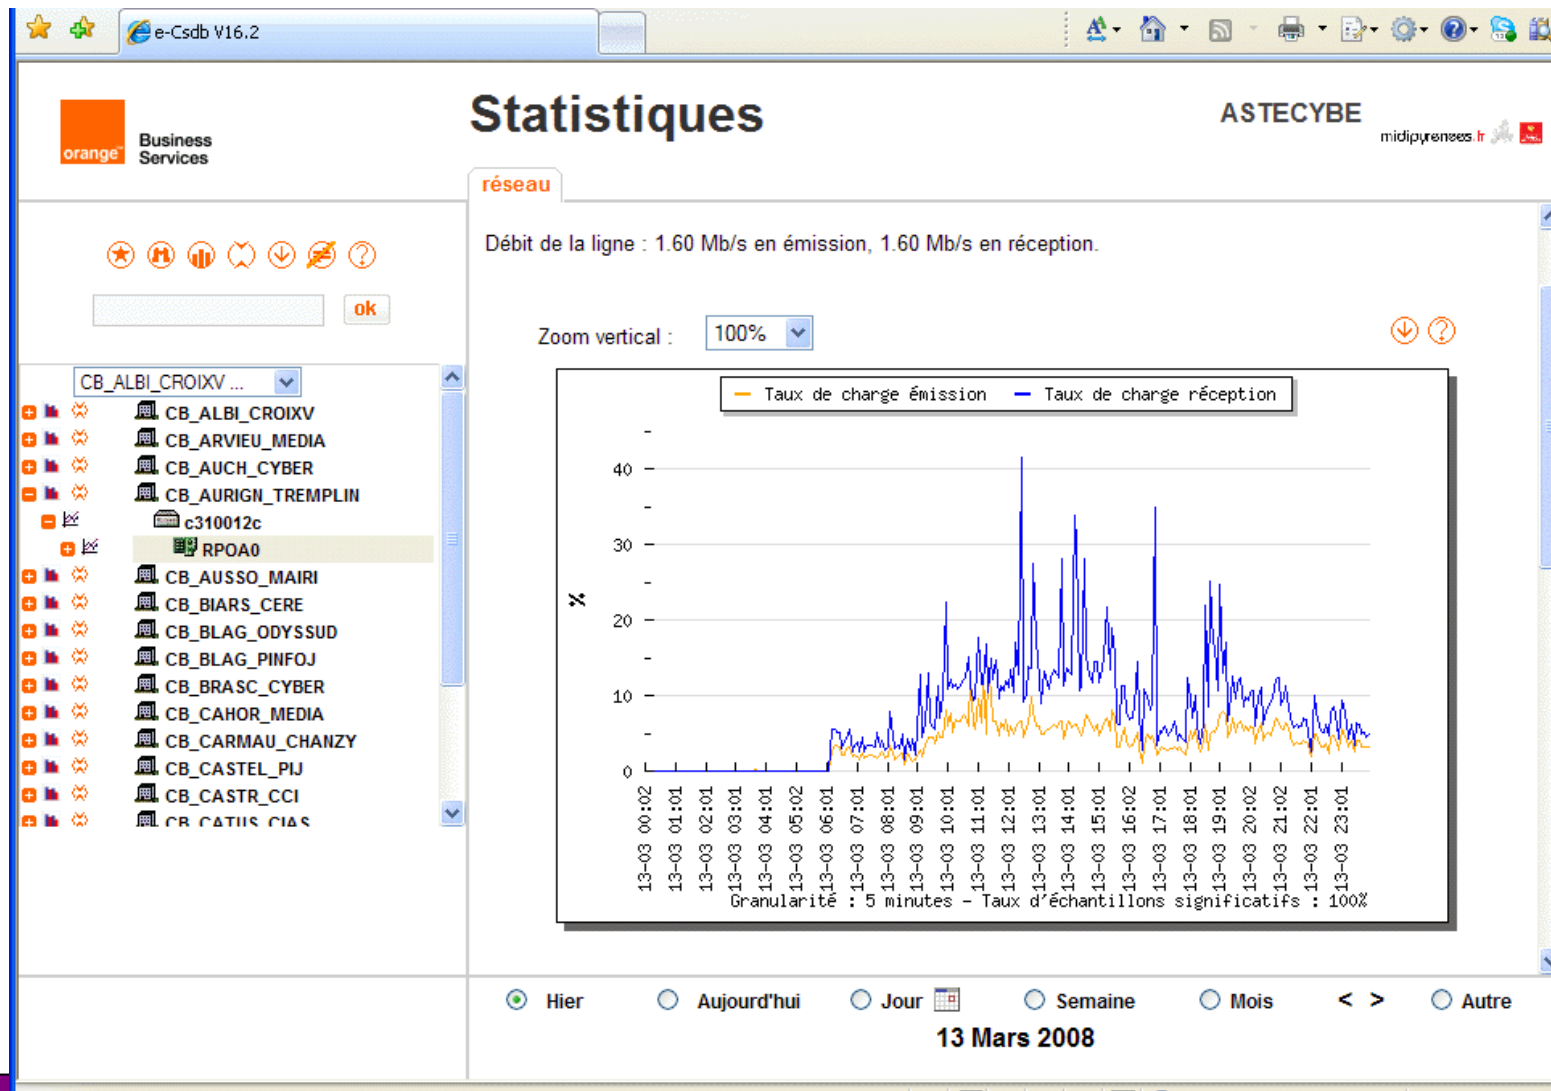 e-Csdb V16.2
orange™
Business
Services
Statistiques
ASTECYBE
midipyrenees.fr
réseau
Débit de la ligne : 1.60 Mb/s en émission, 1.60 Mb/s en réception.
ok
Zoom vertical :
100%
CB_ALBI_CROIXV ...
CB_ALBI_CROIXV
CB_ARVIEU_MEDIA
CB_AUCH_CYBER
CB_AURIGN_TREMPLIN
c310012c
RPOA0
CB_AUSSO_MAIRI
CB_BIARS_CERE
CB_BLAG_ODYSSUD
CB_BLAG_PINFOJ
CB_BRASC_CYBER
CB_CAHOR_MEDIA
CB_CARMAU_CHANZY
CB_CASTEL_PIJ
CB_CASTR_CCI
CB_CATUS_CIAS
Taux de charge émission
Taux de charge réception
40
30
20
10
0
%
13-03 00:02
13-03 01:01
13-03 02:01
13-03 03:01
13-03 04:01
13-03 05:02
13-03 06:01
13-03 07:01
13-03 08:01
13-03 09:01
13-03 10:01
13-03 11:01
13-03 12:01
13-03 13:01
13-03 14:01
13-03 15:01
13-03 16:02
13-03 17:01
13-03 18:01
13-03 19:01
13-03 20:02
13-03 21:02
13-03 22:01
13-03 23:01
Granularité : 5 minutes – Taux d'échantillons significatifs : 100%
Hier
Aujourd'hui
Jour
Semaine
Mois
< >
Autre
13 Mars 2008